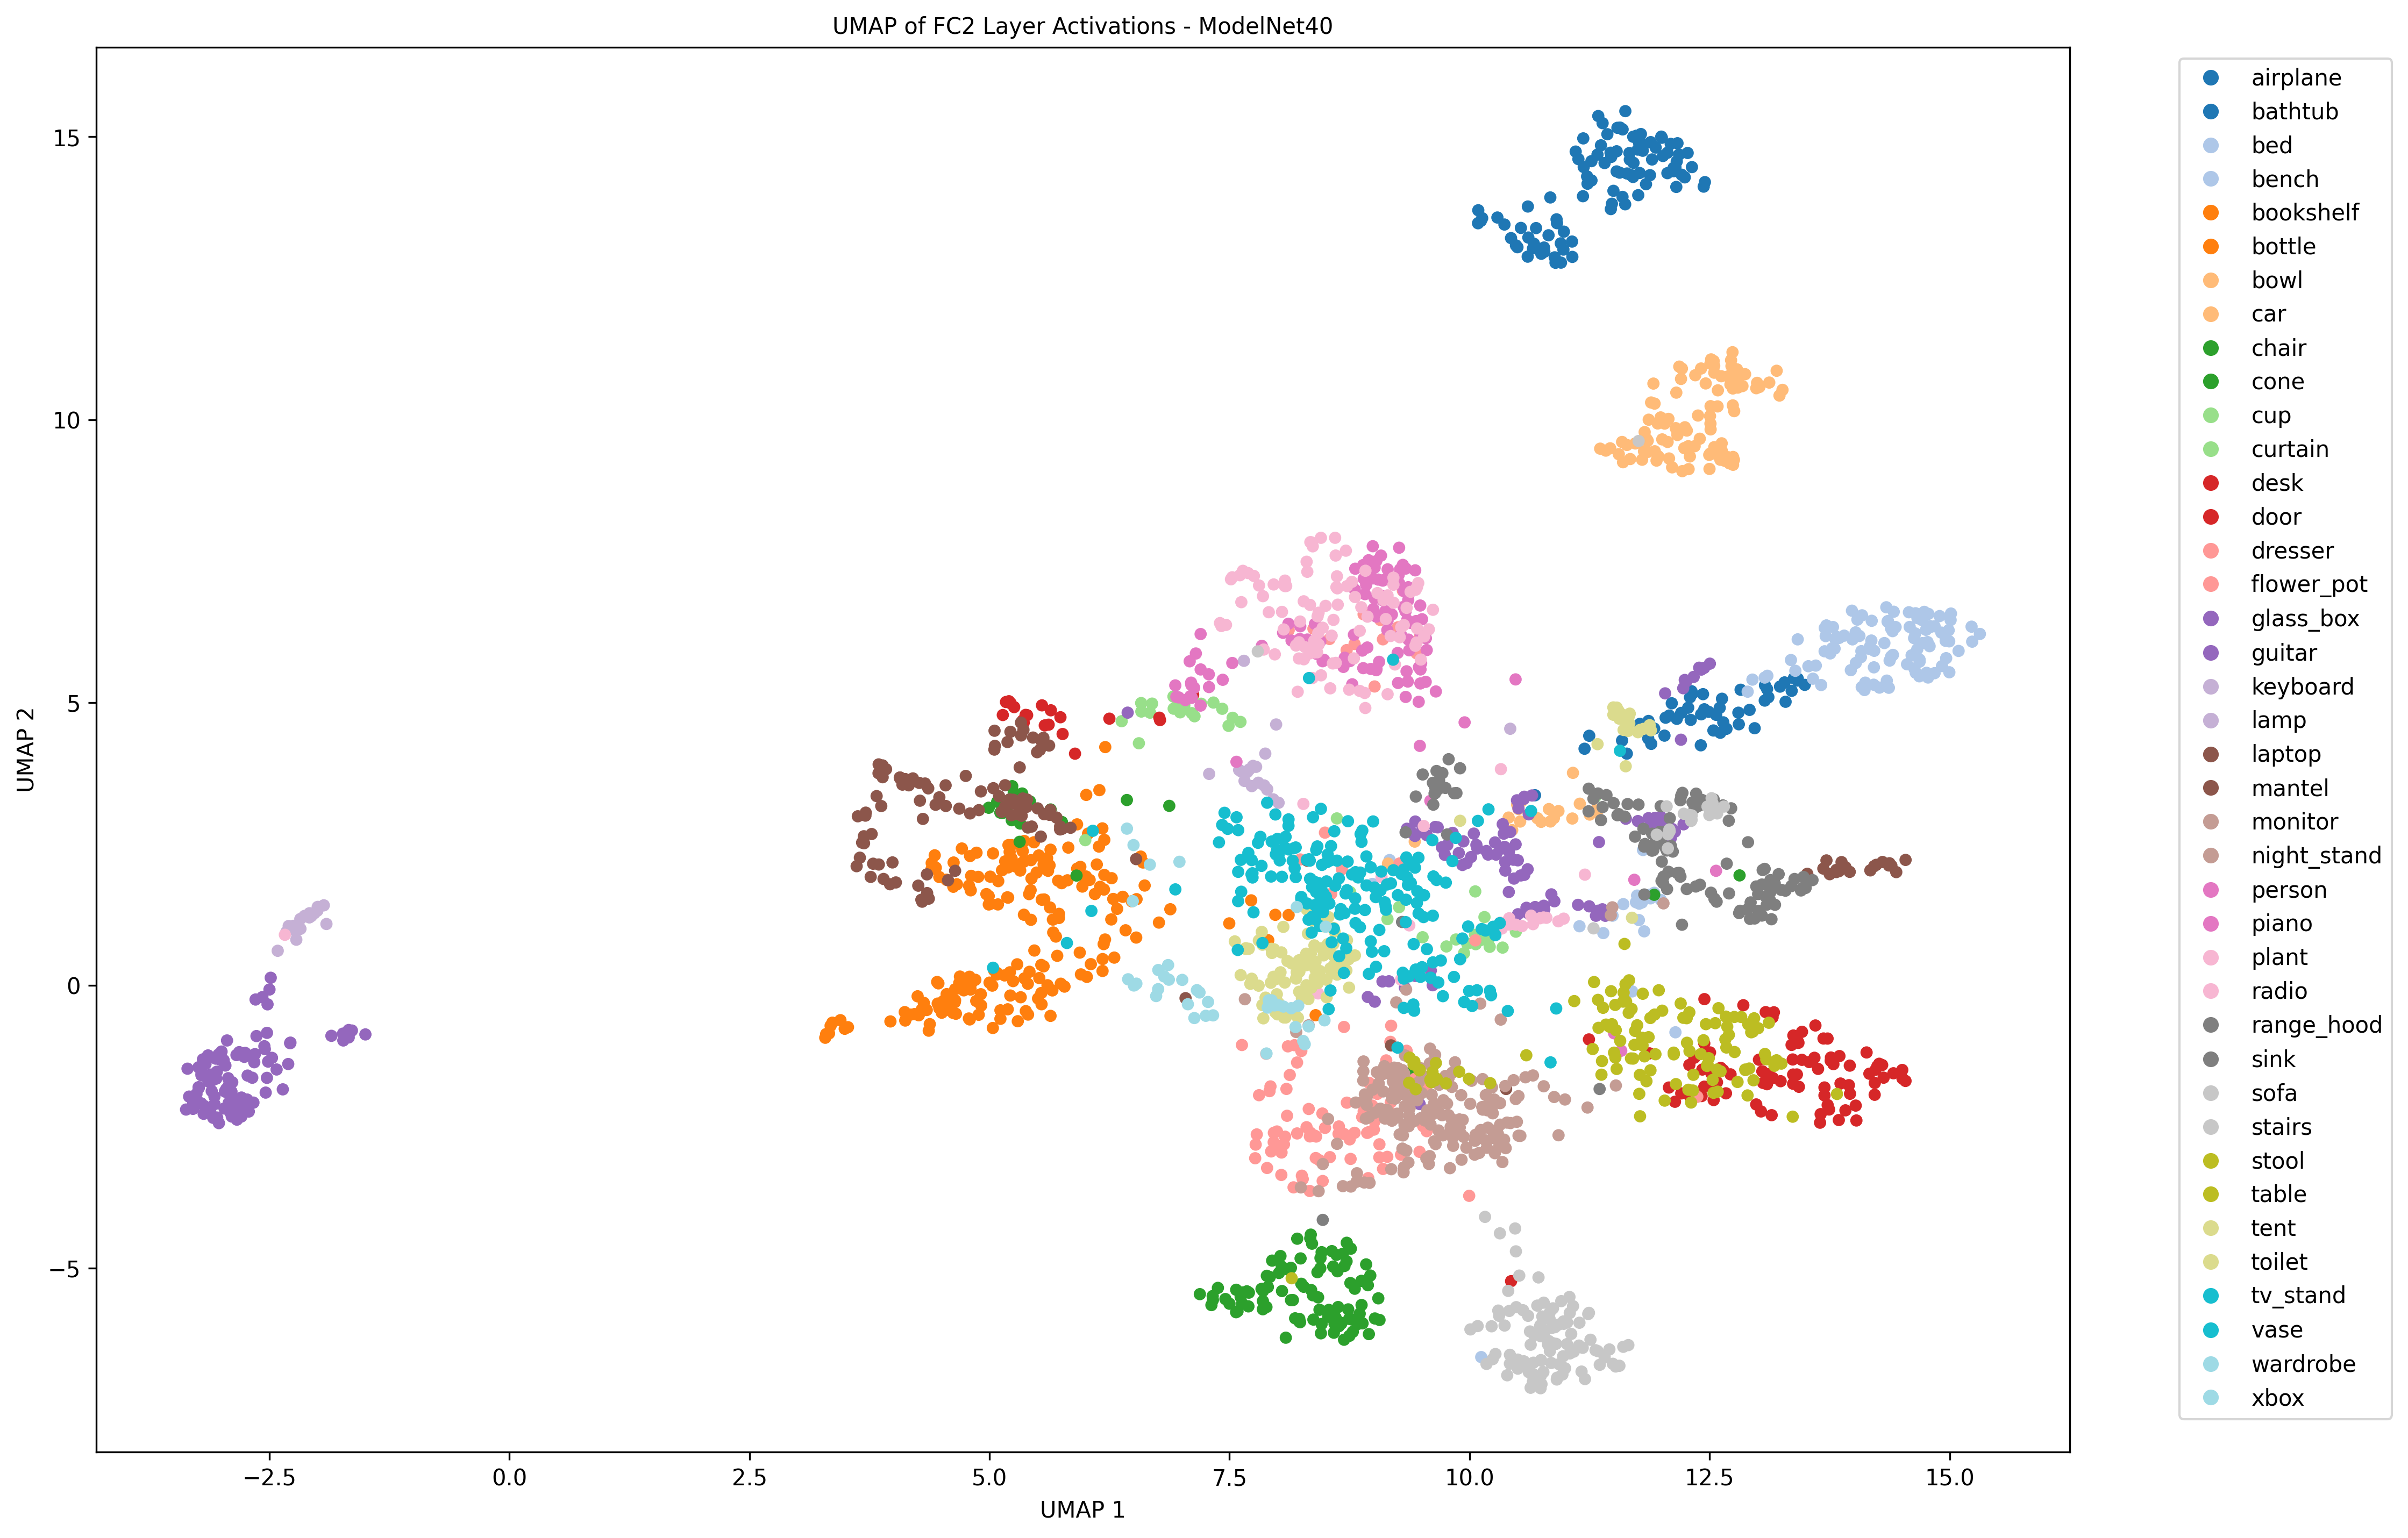 UMAP of FC2 Layer Activations - ModelNet40
15
10
5
0
−5
UMAP 2
−2.5 0.0 2.5 5.0 7.5 10.0 12.5 15.0
UMAP 1
airplane
bathtub
bed
bench
bookshelf
bottle
bowl
car
chair
cone
cup
curtain
desk
door
dresser
flower_pot
glass_box
guitar
keyboard
lamp
laptop
mantel
monitor
night_stand
person
piano
plant
radio
range_hood
sink
sofa
stairs
stool
table
tent
toilet
tv_stand
vase
wardrobe
xbox